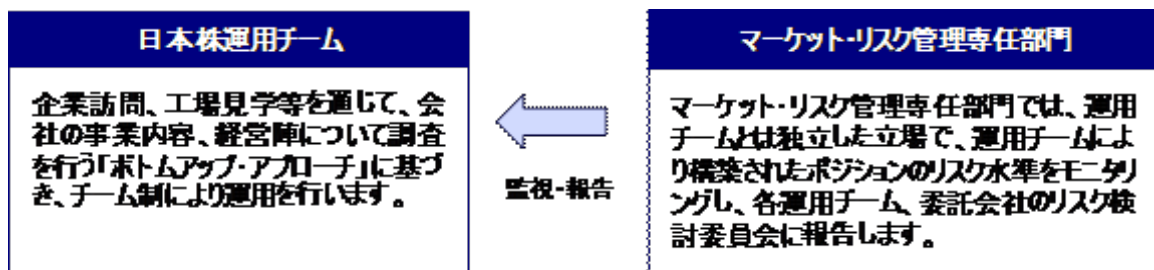 日本株運用チーム
企業訪問、工場見学等を通じて、会
社の事業内容、経営陣について調査
を行う「ボトムアップ・アプローチ」に基づ
き、チーム制により運用を行います。
監視・報告
マーケット・リスク管理専任部門
マーケット・リスク管理専任部門では、運用
チームとは独立した立場で、運用チームによ
り構築されたポジションのリスク水準をモニタリ
ングし、各運用チーム、委託会社のリスク検
討委員会に報告します。